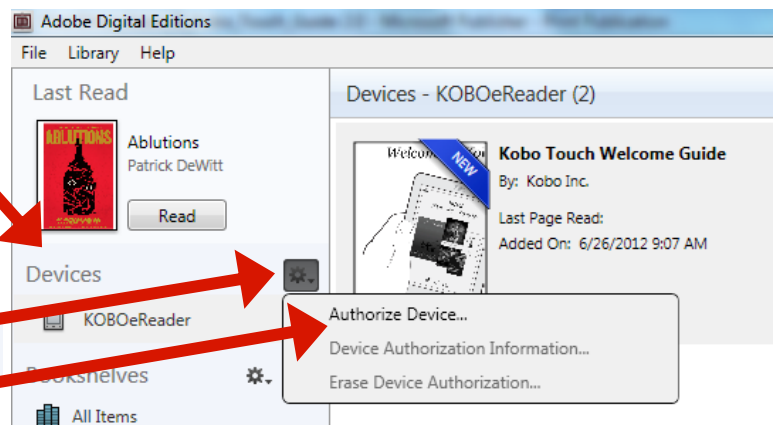 Adobe Digital Editions
File Library Help
Last Read
ABLUTIONS
Ablutions
Patrick DeWitt
Read
Devices
KOBOeReader
Bookshelves
All Items
Devices - KOBOeReader (2)
NEW
Kobo Touch Welcome Guide
By: Kobo Inc.
Last Page Read:
Added On: 6/26/2012 9:07 AM
Authorize Device...
Device Authorization Information...
Erase Device Authorization...